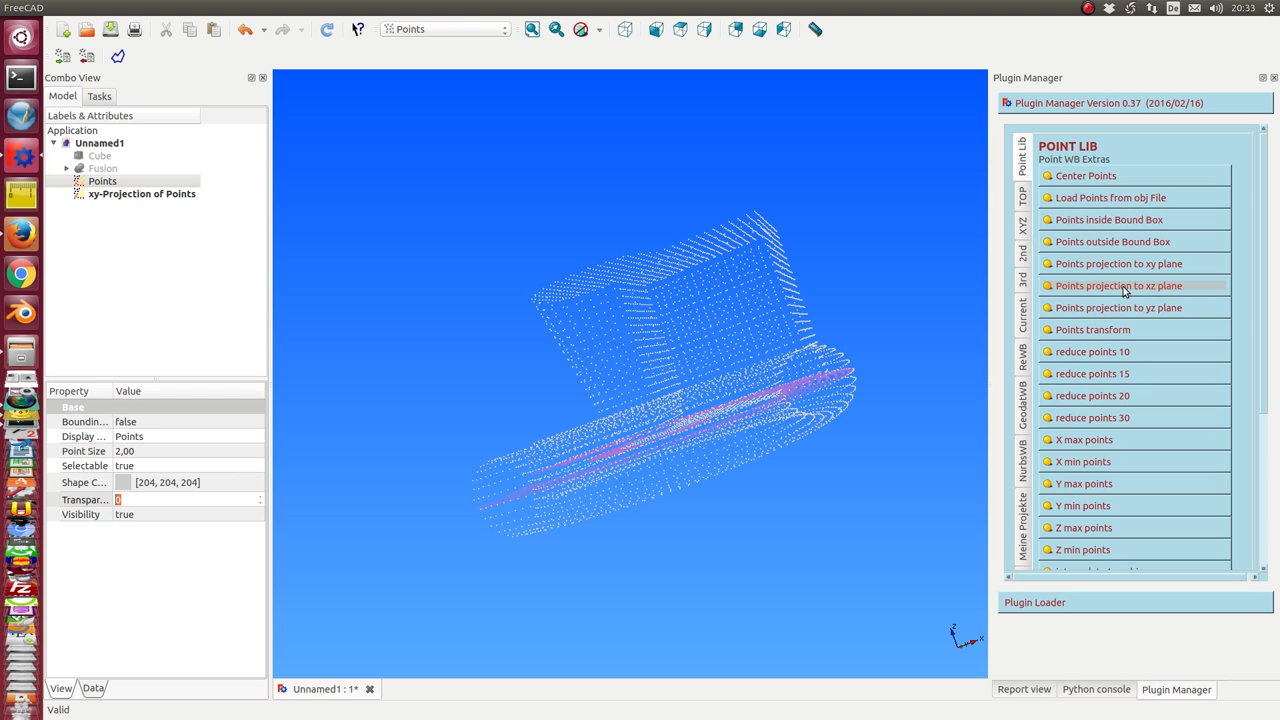 FreeCAD
De
20:33
Points
Combo View
Model
Tasks
Labels & Attributes
Application
Unnamed1
Cube
Fusion
Points
xy-Projection of Points
Property
Value
Base
Boundin...
false
Display ...
Points
Point Size
2,00
Selectable
true
Shape C...
[204, 204, 204]
Transpar...
0
Visibility
true
View
Data
Valid
Unnamed1 : 1*
Z
X
Plugin Manager
Plugin Manager Version 0.37 (2016/02/16)
Point Lib
TOP
XYZ
2nd
3rd
Current
ReWB
GeodatWB
NurbsWB
Meine Projekte
POINT LIB
Point WB Extras
Center Points
Load Points from obj File
Points inside Bound Box
Points outside Bound Box
Points projection to xy plane
Points projection to xz plane
Points projection to yz plane
Points transform
reduce points 10
reduce points 15
reduce points 20
reduce points 30
X max points
X min points
Y max points
Y min points
Z max points
Z min points
Plugin Loader
Report view
Python console
Plugin Manager